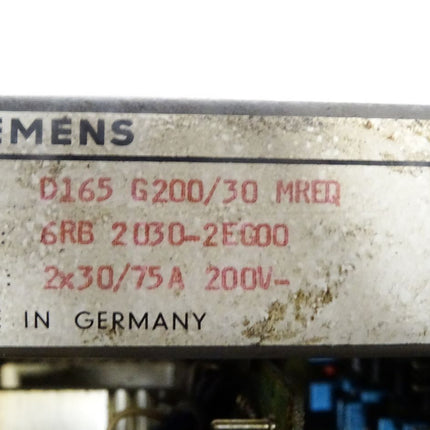 EMENS
D165 G200/30 MREQ
6RB 2030-2EG00
: 2x30/75A 200V-
E IN GERMANY